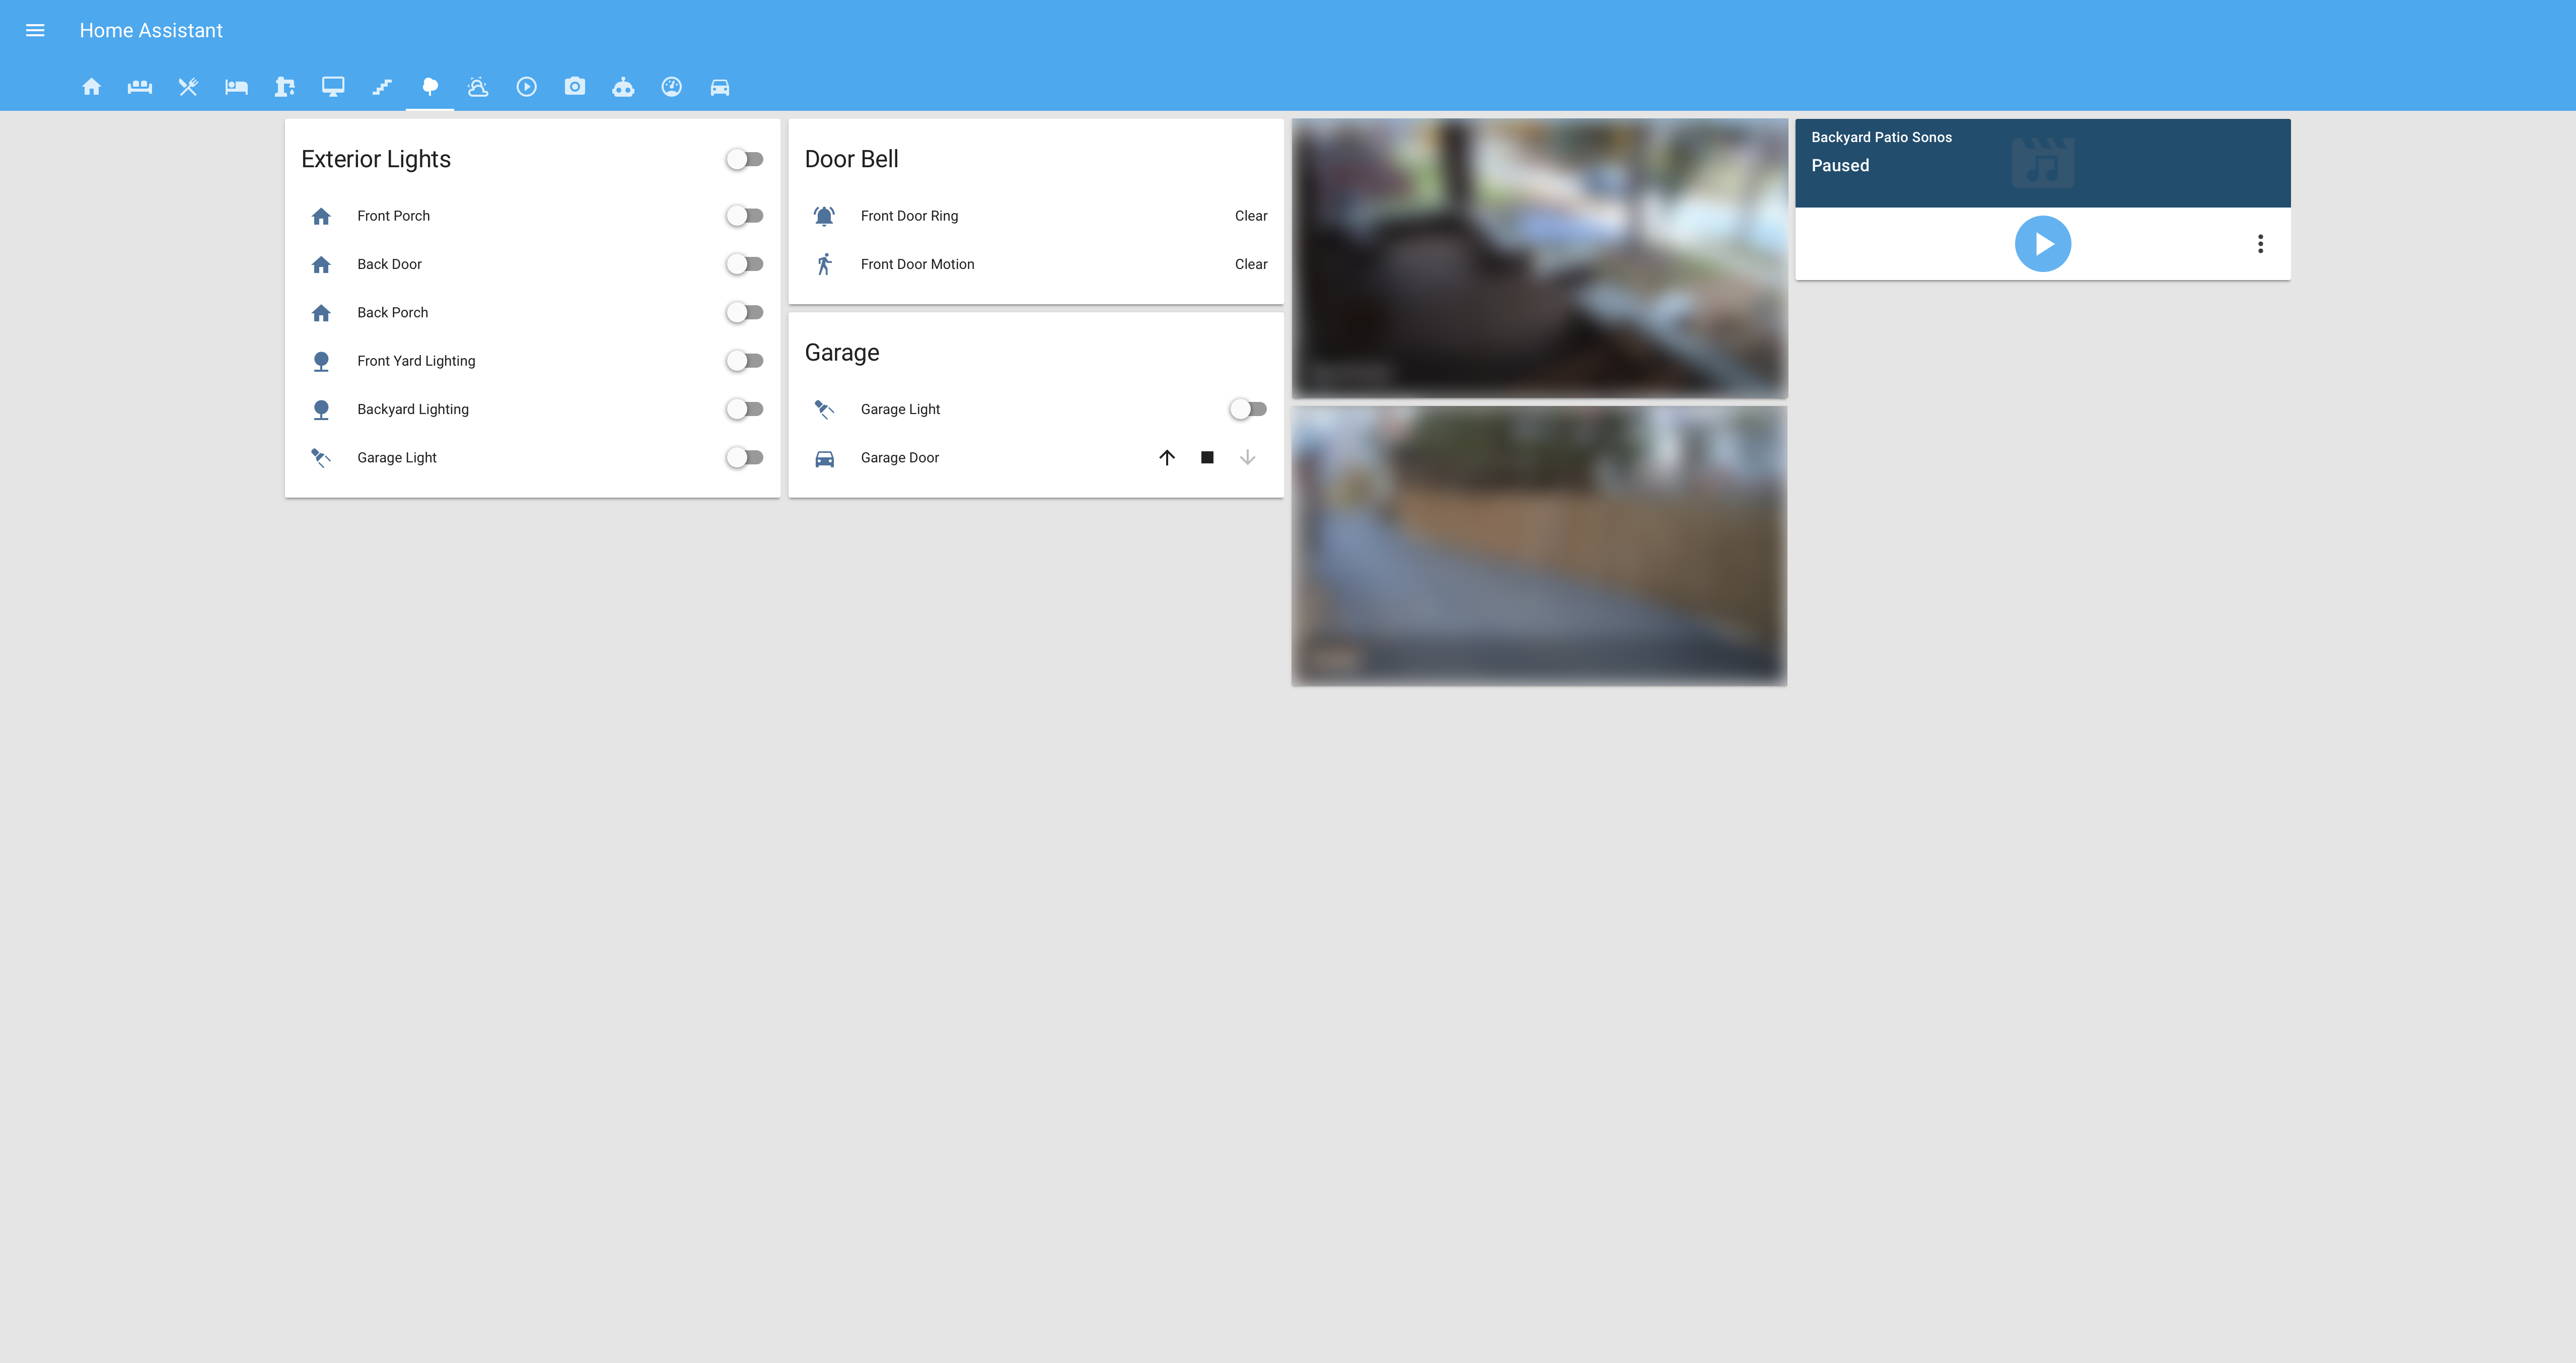 Home Assistant
Exterior Lights
Front Porch
Back Door
Back Porch
Front Yard Lighting
Backyard Lighting
Garage Light
Door Bell
Front Door Ring Clear
Front Door Motion Clear
Garage
Garage Light
Garage Door
Backyard Patio Sonos
Paused